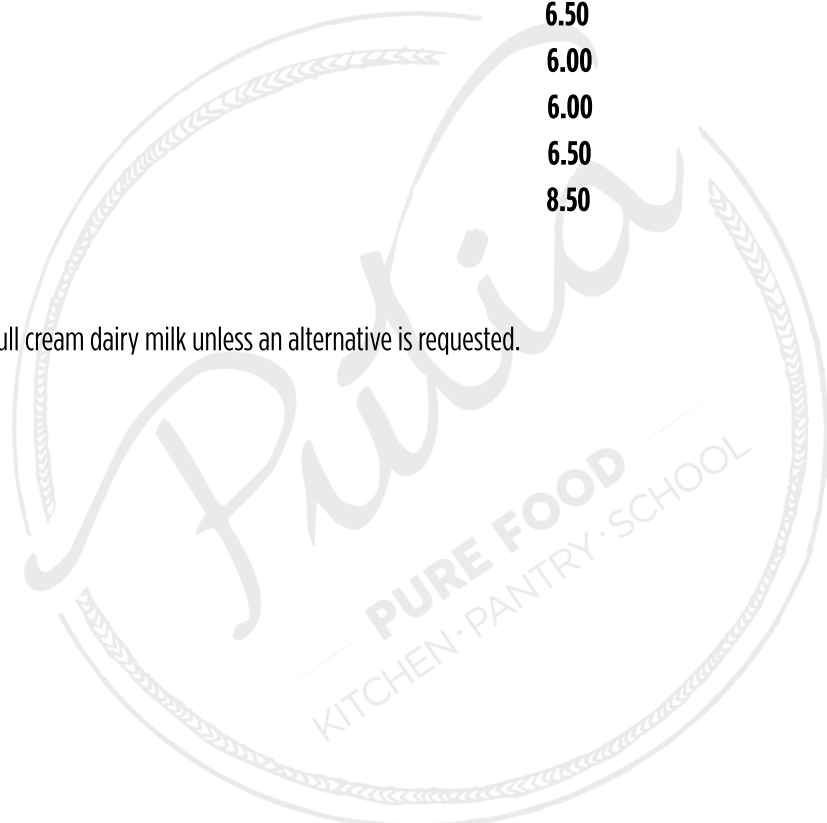 6.50
6.00
6.00
6.50
8.50
ull cream dairy milk unless an alternative is requested.
Pitia
PURE FOOD
KITCHEN · PANTRY · SCHOOL